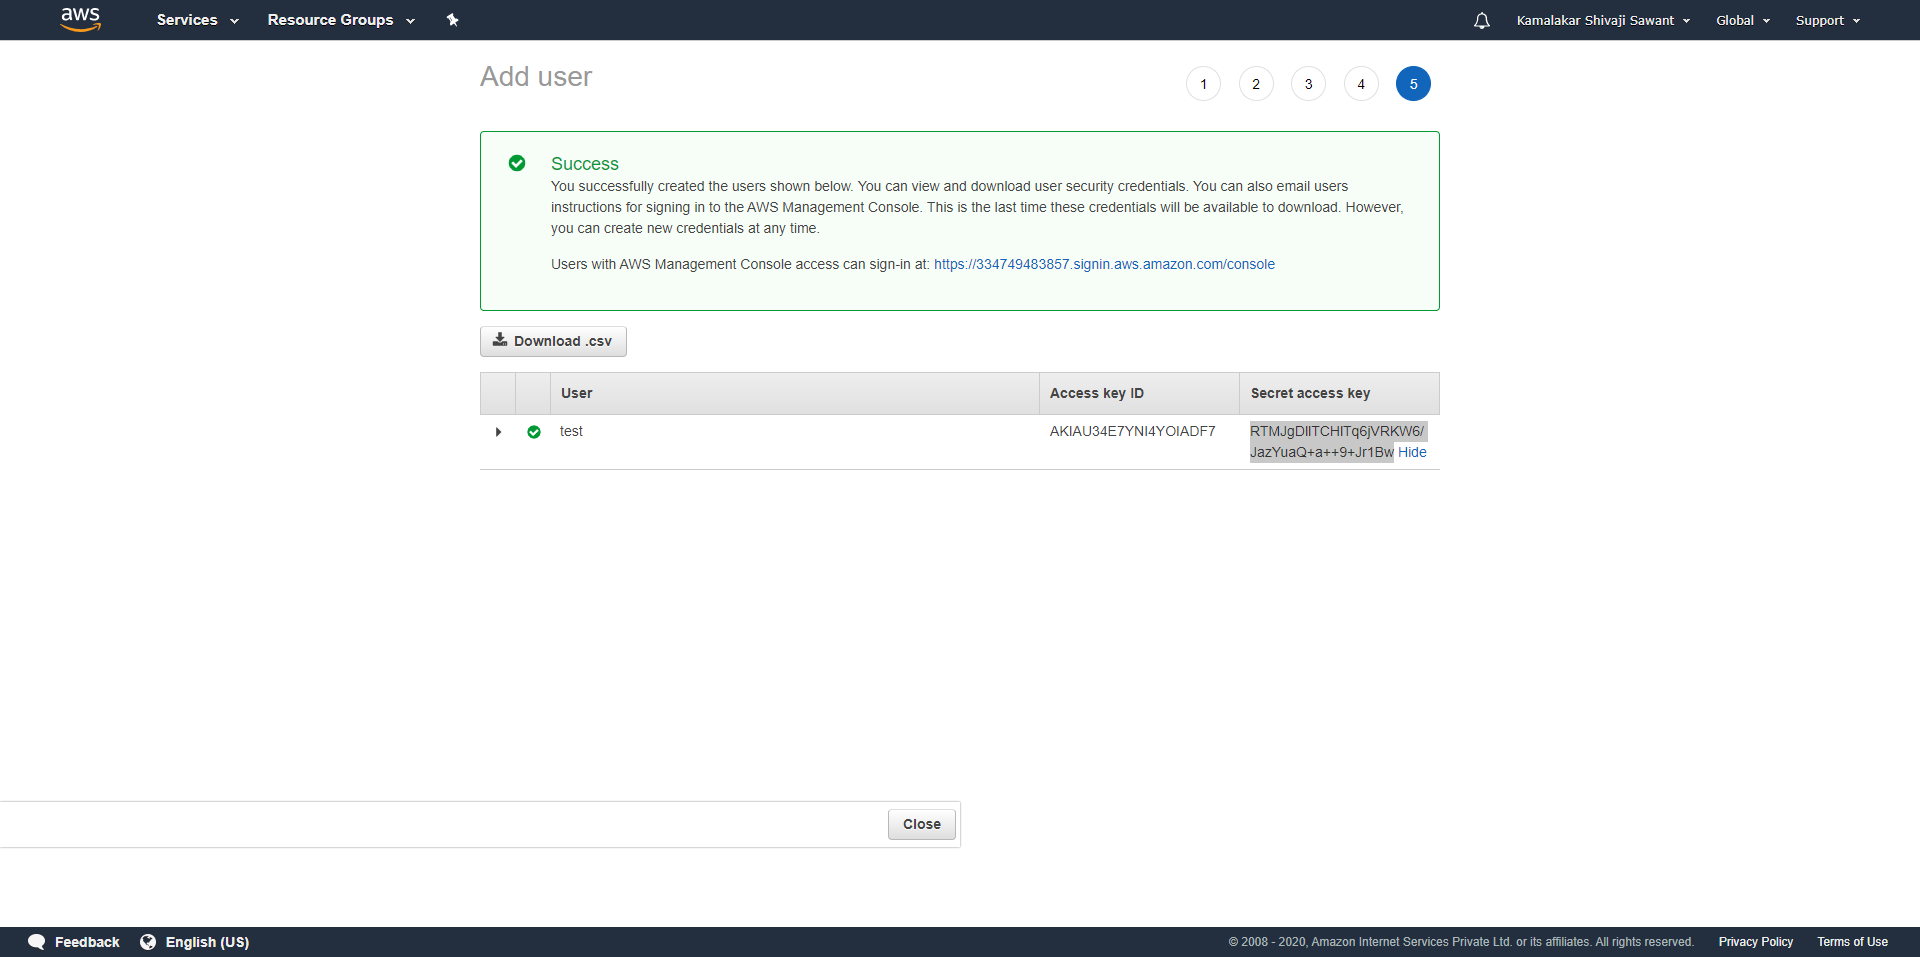 aws
Services
Resource Groups
Kamalakar Shivaji Sawant
Global
Support
Add user
1 2 3 4 5
Success
You successfully created the users shown below. You can view and download user security credentials. You can also email users
instructions for signing in to the AWS Management Console. This is the last time these credentials will be available to download. However,
you can create new credentials at any time.
Users with AWS Management Console access can sign-in at: https://334749483857.signin.aws.amazon.com/console
Download .csv
User Access key ID Secret access key
test AKIAU34E7YNI4YOIADF7
Hide
Close
Feedback
English (US)
© 2008 - 2020, Amazon Internet Services Private Ltd. or its affiliates. All rights reserved.
Privacy Policy
Terms of Use